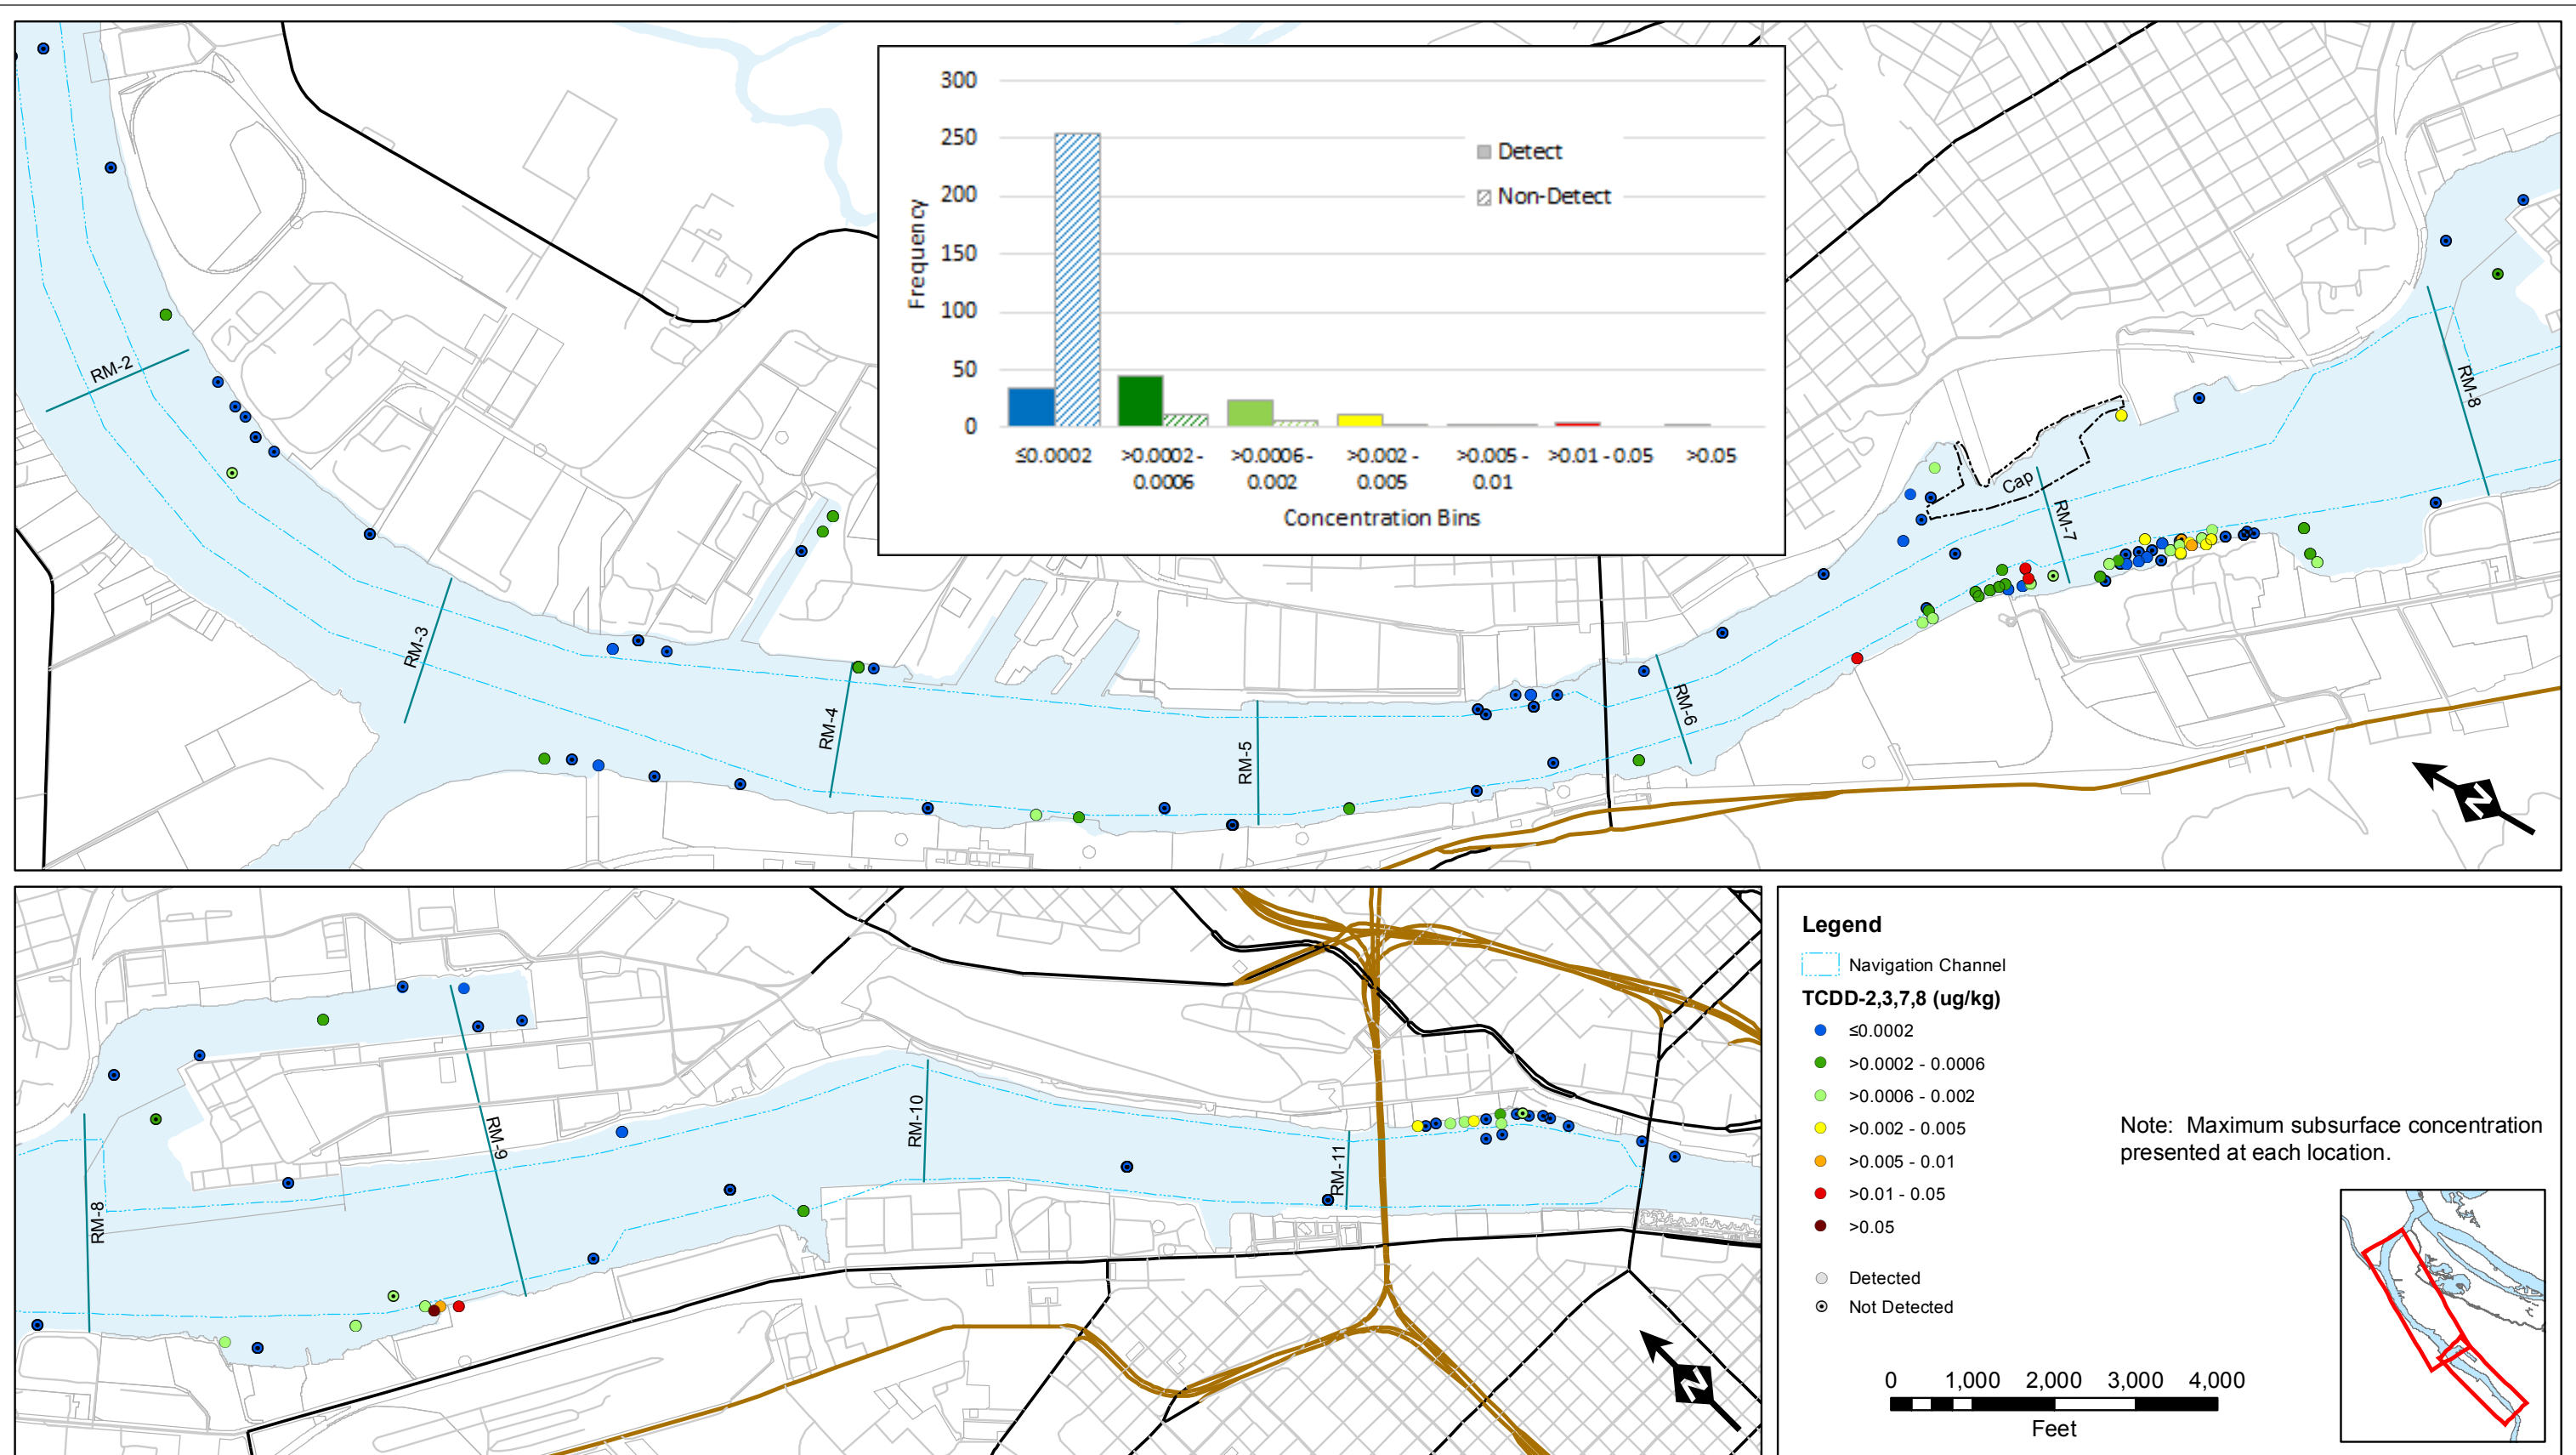 300
250
200
150
100
50
0
Frequency
Detect
Non-Detect
≤0.0002
>0.0002 -
0.0006
>0.0006 -
0.002
>0.002 -
0.005
>0.005 -
0.01
>0.01 - 0.05
>0.05
Concentration Bins
RM-2
RM-3
RM-4
RM-5
RM-6
Cap
RM-7
RM-8
N
RM-8
RM-9
RM-10
RM-11
N
Legend
Navigation Channel
TCDD-2,3,7,8 (ug/kg)
≤0.0002
>0.0002 - 0.0006
>0.0006 - 0.002
>0.002 - 0.005
>0.005 - 0.01
>0.01 - 0.05
>0.05
Detected
Not Detected
Note: Maximum subsurface concentration
presented at each location.
0 1,000 2,000 3,000 4,000
Feet